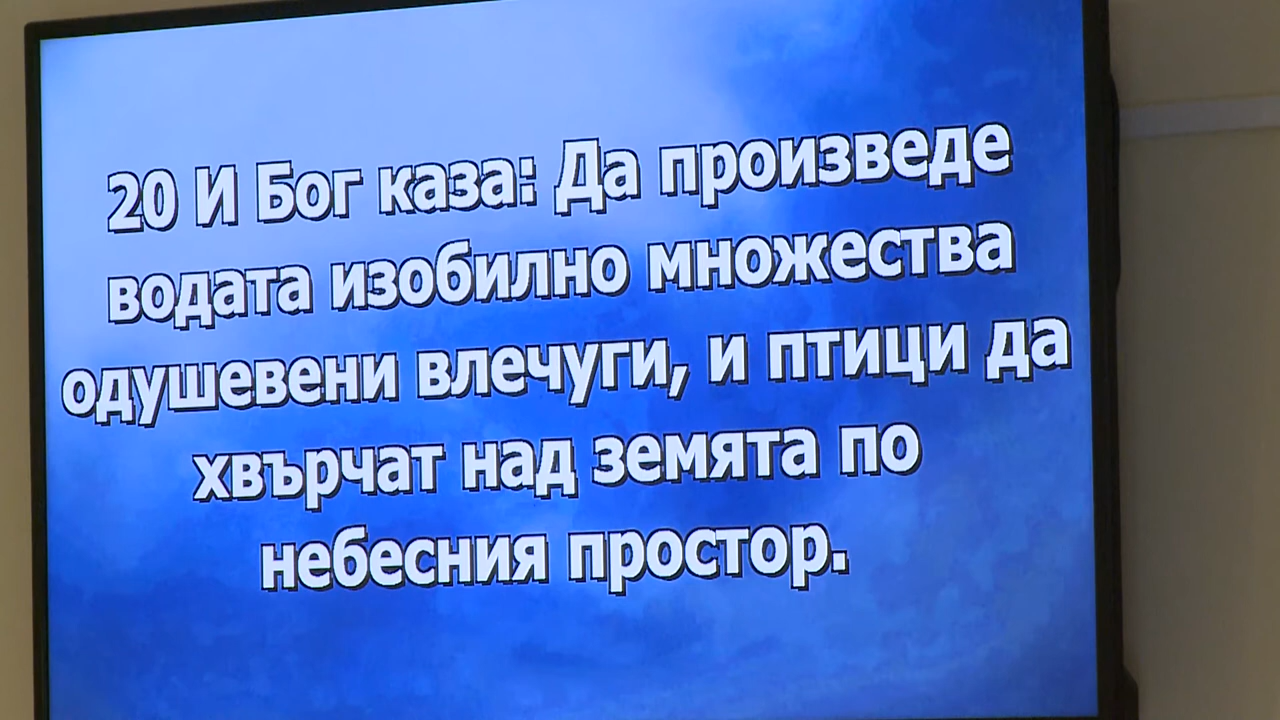 20 И Бог каза: Да произведе
водата изобилно множества
одушевени влечуги, и птици да
хвърчат над земята по
небесния простор.